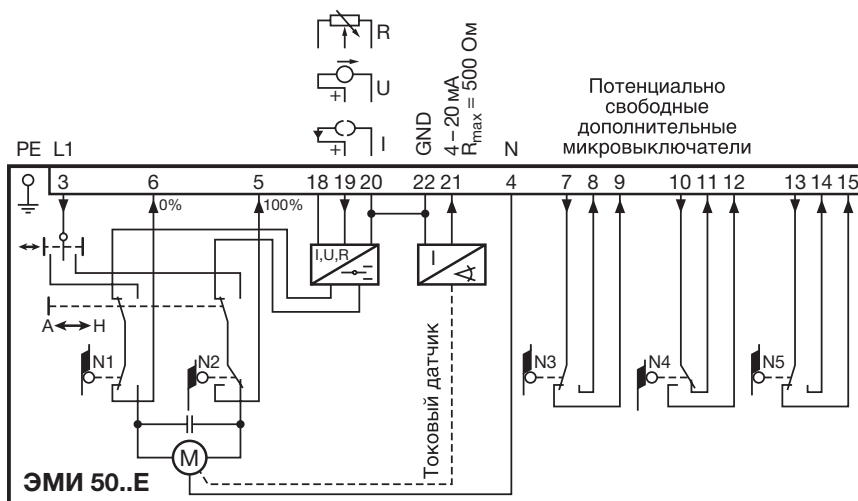 R
U
+
I
+
GND
4–20 мА
Rmax = 500 Ом
Потенциально
свободные
дополнительные
микровыключатели
PE L1
N
3 6 5 18 19 20 22 21 4 7 8 9 10 11 12 13 14 15
0%
100%
I,U,R
I
A H
N1
N2
N3
N4
N5
Токовый датчик
M
ЭМИ 50..Е